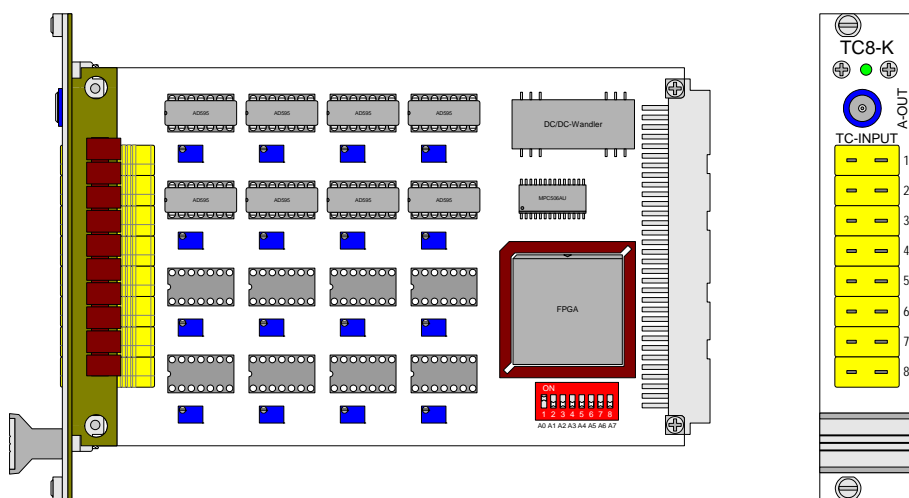 AD595 AD595 AD595 AD595
DC/DC-Wandler
AD595 AD595 AD595 AD595
MPC506AU
FPGA
ON
1 2 3 4 5 6 7 8
A0 A1 A2 A3 A4 A5 A6 A7
TC8-K
A-OUT
TC-INPUT
1
2
3
4
5
6
7
8